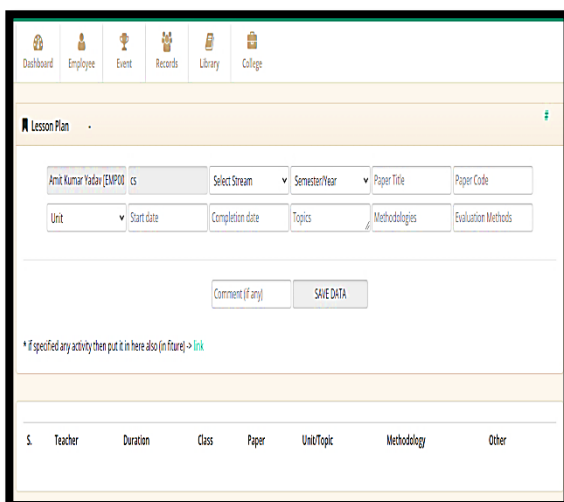 Dashboard Employee Event Records Library College
Lesson Plan -
#
Amit Kumar Yadav [EMP00 cs Select Stream Semester/Year Paper Title Paper Code
Unit Start date Completion date Topics Methodologies Evaluation Methods
Comment (if any) SAVE DATA
* if specified any activity then put it in here also (in fiture) -> link
S. Teacher Duration Class Paper Unit/Topic Methodology Other